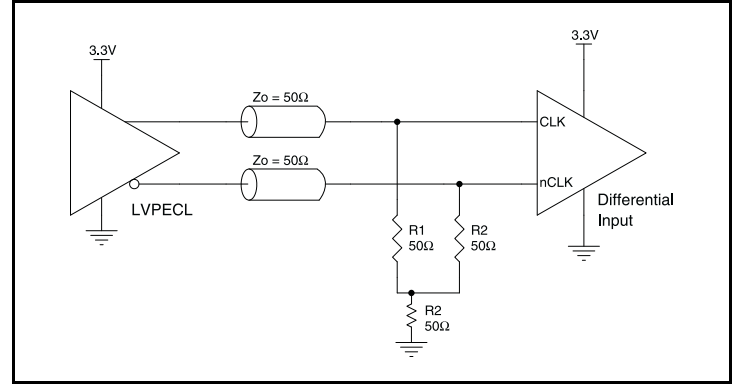 3.3V
3.3V
Zo = 50Ω
CLK
Zo = 50Ω
nCLK
LVPECL
Differential
Input
R1
50Ω
R2
50Ω
R2
50Ω